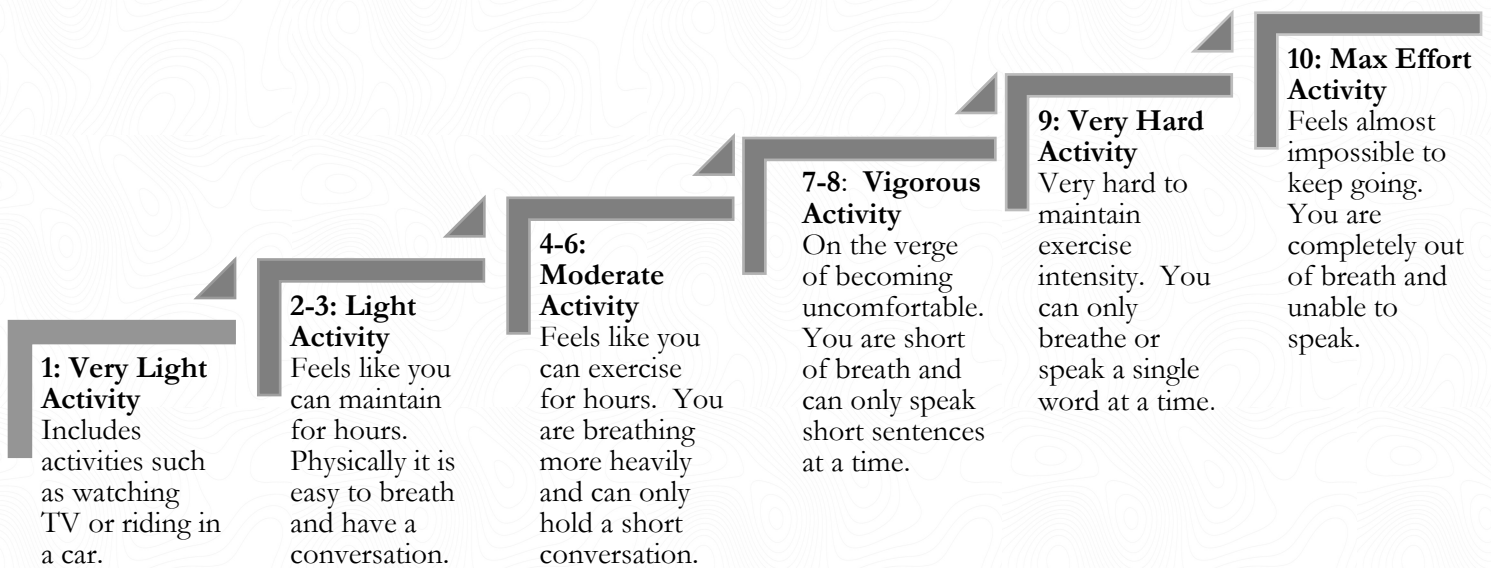 1: Very Light
Activity
Includes
activities such
as watching
TV or riding in
a car.
2-3: Light
Activity
Feels like you
can maintain
for hours.
Physically it is
easy to breath
and have a
conversation.
4-6:
Moderate
Activity
Feels like you
can exercise
for hours.  You
are breathing
more heavily
and can only
hold a short
conversation.
7-8:  Vigorous
Activity
On the verge
of becoming
uncomfortable.
You are short
of breath and
can only speak
short sentences
at a time.
9: Very Hard
Activity
Very hard to
maintain
exercise
intensity.  You
can only
breathe or
speak a single
word at a time.
10: Max Effort
Activity
Feels almost
impossible to
keep going.
You are
completely out
of breath and
unable to
speak.